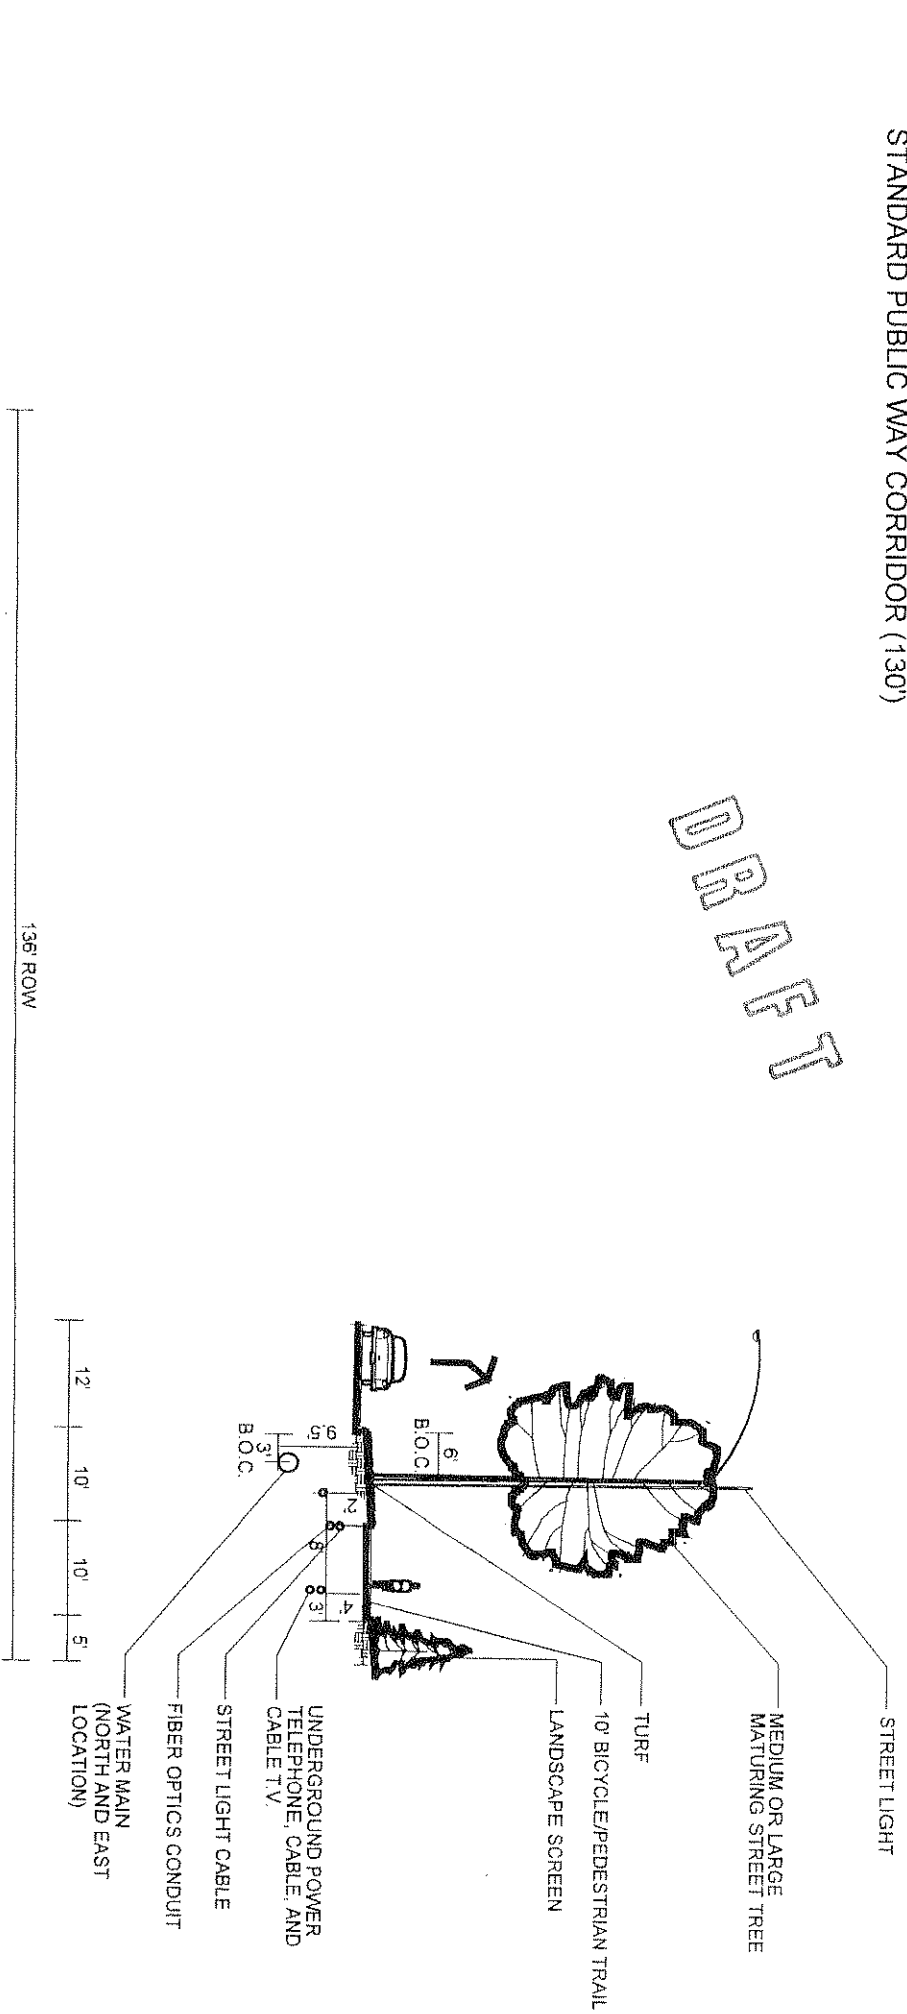 STANDARD PUBLIC WAY CORRIDOR (130')
DRAFT
STREET LIGHT
MEDIUM OR LARGE
MATURING STREET TREE
TURF
10' BICYCLE/PEDESTRIAN TRAIL
LANDSCAPE SCREEN
UNDERGROUND POWER
TELEPHONE, CABLE, AND
CABLE T.V.
STREET LIGHT CABLE
FIBER OPTICS CONDUIT
WATER MAIN
(NORTH AND EAST
LOCATION)
6'
B.O.C.
9.5'
3'
B.O.C.
2'
8'
4'
3'
12'
10'
10'
5'
136' ROW